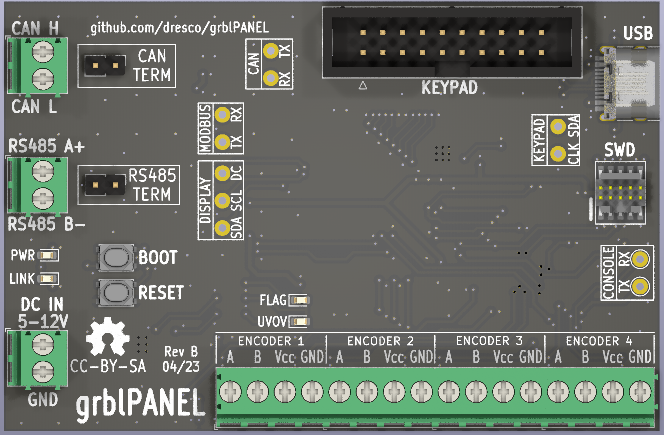 CAN H
github.com/dresco/grblPANEL
CAN
TERM
CAN
TX
RX
USB
CAN L
KEYPAD
MODBUS
RX
TX
KEYPAD
SDA
CLK
RS485 A+
RS485
TERM
DISPLAY
DC
SCL
SDA
SWD
RS485 B-
PWR
BOOT
LINK
RESET
CONSOLE
RX
TX
DC IN
5-12V
FLAG
UVOV
GND
CC-BY-SA
Rev B
04/23
grblPANEL
ENCODER 1 ENCODER 2 ENCODER 3 ENCODER 4
A B Vcc GND A B Vcc GND A B Vcc GND A B Vcc GND